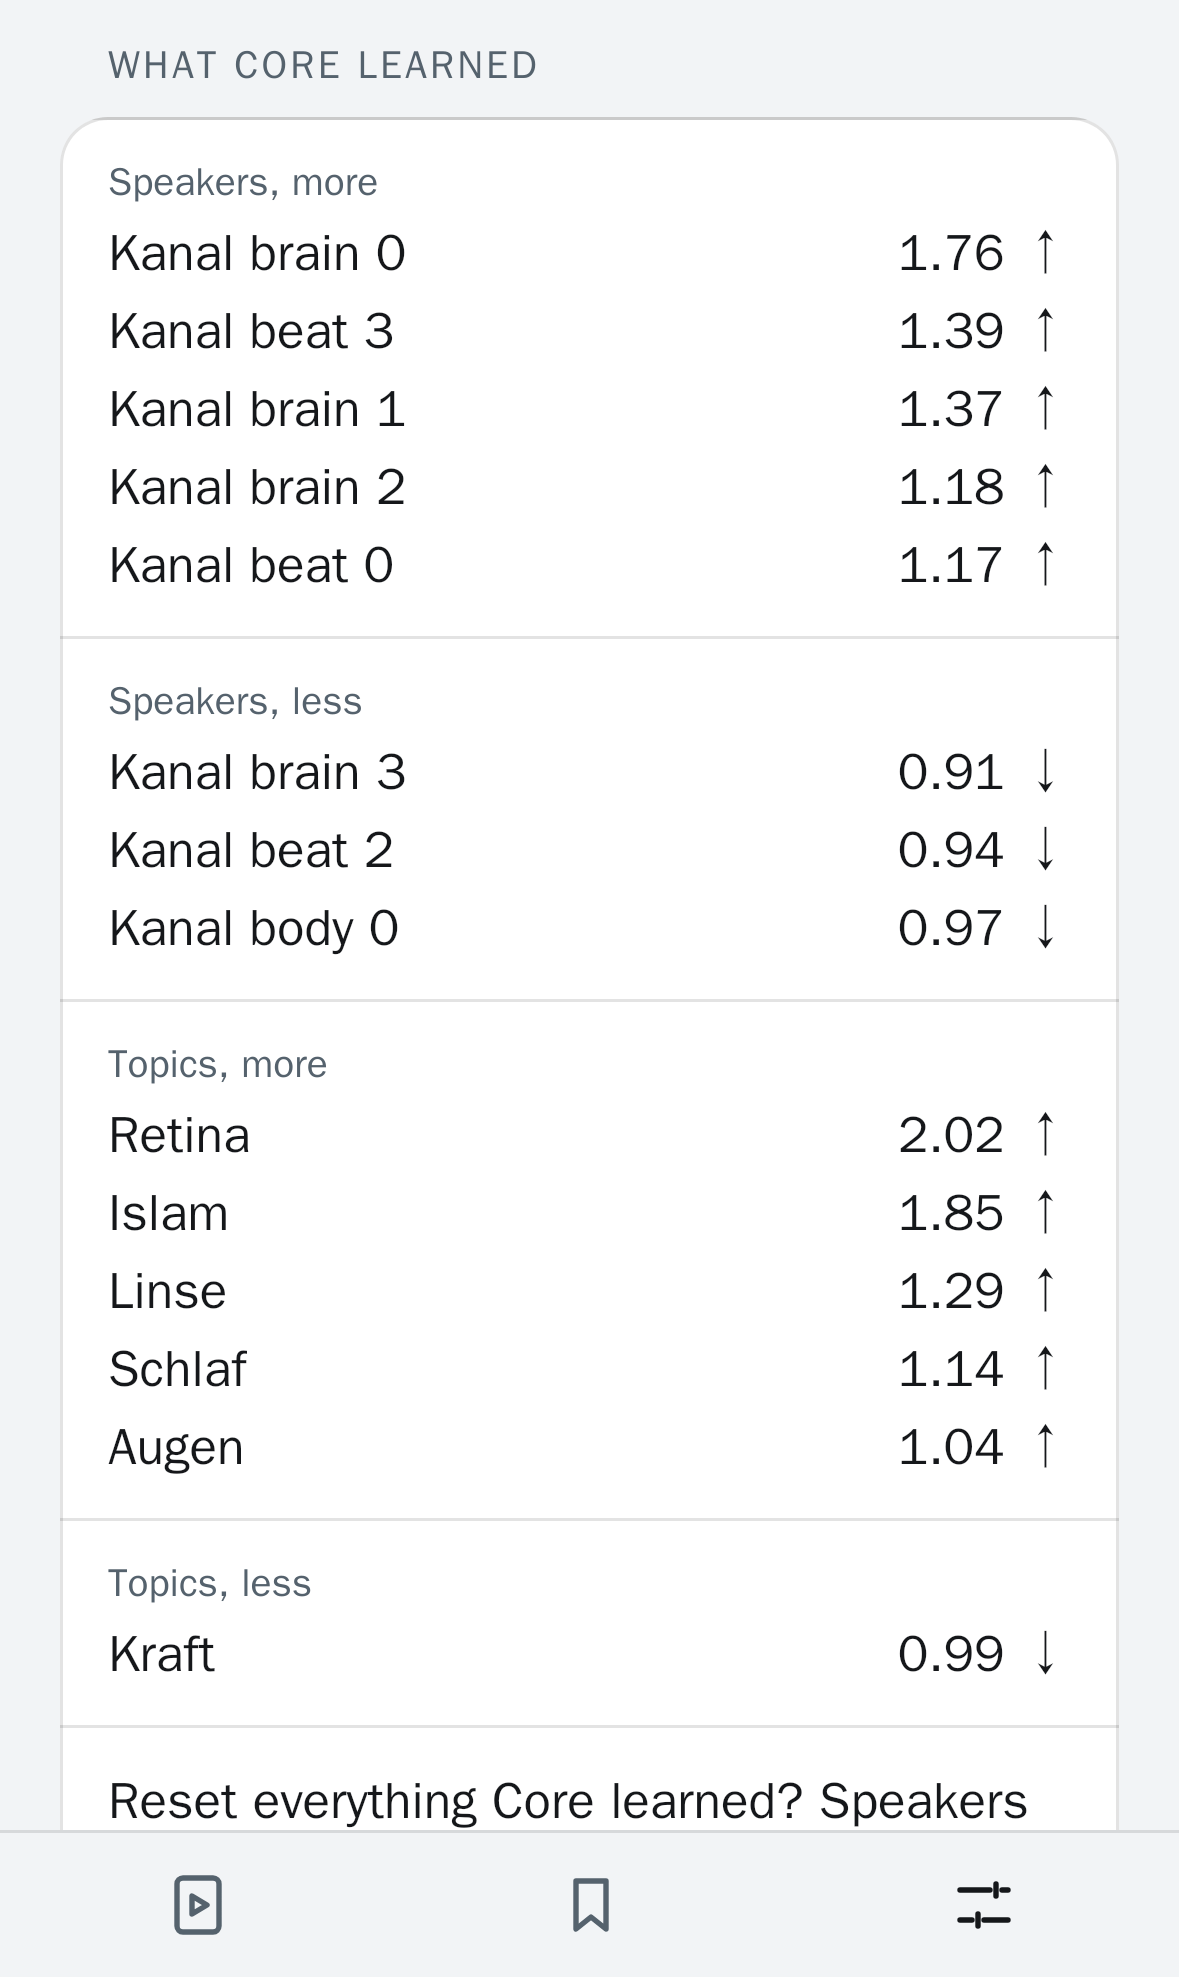 WHAT CORE LEARNED
Speakers, more
Kanal brain 0 1.76 ↑
Kanal beat 3 1.39 ↑
Kanal brain 1 1.37 ↑
Kanal brain 2 1.18 ↑
Kanal beat 0 1.17 ↑
Speakers, less
Kanal brain 3 0.91 ↓
Kanal beat 2 0.94 ↓
Kanal body 0 0.97 ↓
Topics, more
Retina 2.02 ↑
Islam 1.85 ↑
Linse 1.29 ↑
Schlaf 1.14 ↑
Augen 1.04 ↑
Topics, less
Kraft 0.99 ↓
Reset everything Core learned? Speakers